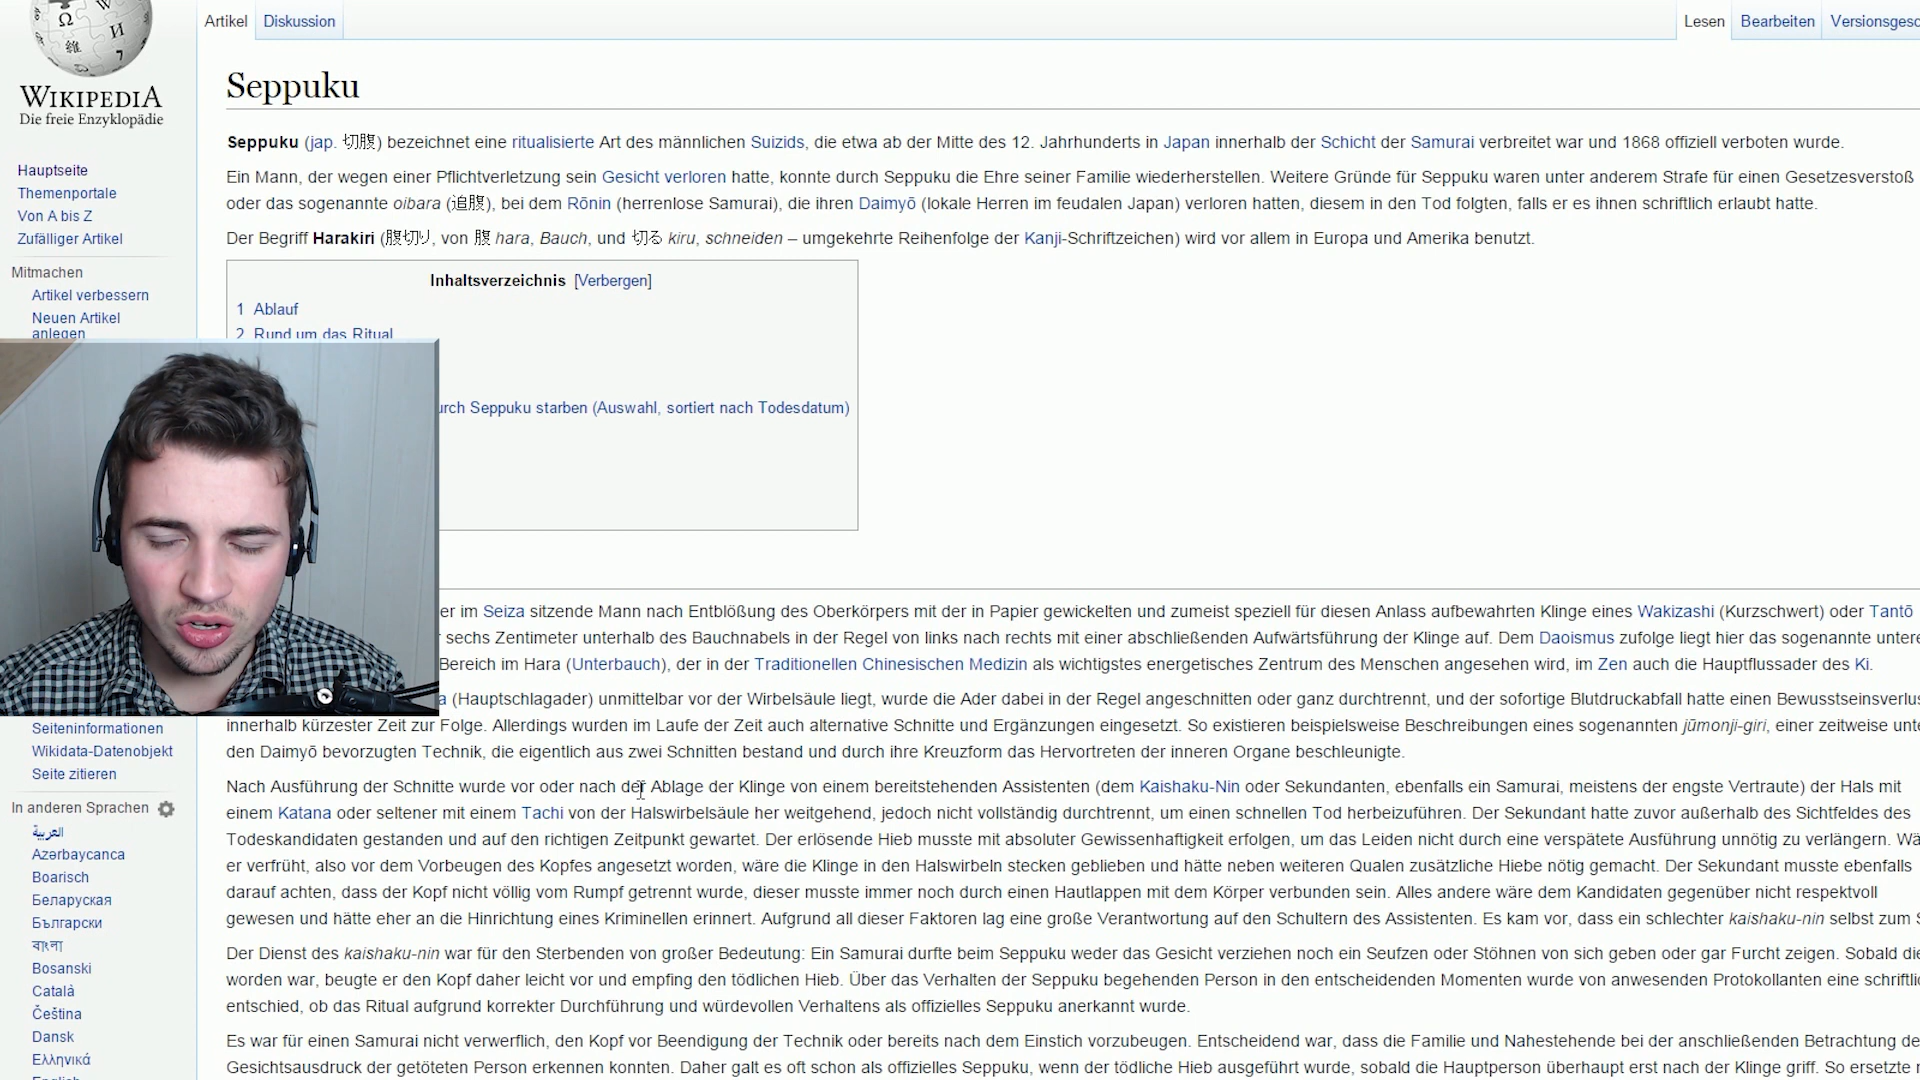 Artikel
Diskussion
Lesen
Bearbeiten
Versionsgesc
WIKIPEDIA
Die freie Enzyklopädie
Hauptseite
Themenportale
Von A bis Z
Zufälliger Artikel
Mitmachen
Artikel verbessern
Neuen Artikel
anlegen
Seppuku
Seppuku (jap. 切腹) bezeichnet eine ritualisierte Art des männlichen Suizids, die etwa ab der Mitte des 12. Jahrhunderts in Japan innerhalb der Schicht der Samurai verbreitet war und 1868 offiziell verboten wurde.
Ein Mann, der wegen einer Pflichtverletzung sein Gesicht verloren hatte, konnte durch Seppuku die Ehre seiner Familie wiederherstellen. Weitere Gründe für Seppuku waren unter anderem Strafe für einen Gesetzesverstoß
oder das sogenannte oibara (追腹), bei dem Rōnin (herrenlose Samurai), die ihren Daimyō (lokale Herren im feudalen Japan) verloren hatten, diesem in den Tod folgten, falls er es ihnen schriftlich erlaubt hatte.
Der Begriff Harakiri (腹切り, von 腹 hara, Bauch, und 切る kiru, schneiden – umgekehrte Reihenfolge der Kanji-Schriftzeichen) wird vor allem in Europa und Amerika benutzt.
Inhaltsverzeichnis [Verbergen]
1 Ablauf
2 Rund um das Ritual
urch Seppuku starben (Auswahl, sortiert nach Todesdatum)
er im Seiza sitzende Mann nach Entblößung des Oberkörpers mit der in Papier gewickelten und zumeist speziell für diesen Anlass aufbewahrten Klinge eines Wakizashi (Kurzschwert) oder Tantō
sechs Zentimeter unterhalb des Bauchnabels in der Regel von links nach rechts mit einer abschließenden Aufwärtsführung der Klinge auf. Dem Daoismus zufolge liegt hier das sogenannte untere
Bereich im Hara (Unterbauch), der in der Traditionellen Chinesischen Medizin als wichtigstes energetisches Zentrum des Menschen angesehen wird, im Zen auch die Hauptflussader des Ki.
a (Hauptschlagader) unmittelbar vor der Wirbelsäule liegt, wurde die Ader dabei in der Regel angeschnitten oder ganz durchtrennt, und der sofortige Blutdruckabfall hatte einen Bewusstseinsverlus
innerhalb kürzester Zeit zur Folge. Allerdings wurden im Laufe der Zeit auch alternative Schnitte und Ergänzungen eingesetzt. So existieren beispielsweise Beschreibungen eines sogenannten jūmonji-giri, einer zeitweise unte
den Daimyō bevorzugten Technik, die eigentlich aus zwei Schnitten bestand und durch ihre Kreuzform das Hervortreten der inneren Organe beschleunigte.
Nach Ausführung der Schnitte wurde vor oder nach der Ablage der Klinge von einem bereitstehenden Assistenten (dem Kaishaku-Nin oder Sekundanten, ebenfalls ein Samurai, meistens der engste Vertraute) der Hals mit
einem Katana oder seltener mit einem Tachi von der Halswirbelsäule her weitgehend, jedoch nicht vollständig durchtrennt, um einen schnellen Tod herbeizuführen. Der Sekundant hatte zuvor außerhalb des Sichtfeldes des
Todeskandidaten gestanden und auf den richtigen Zeitpunkt gewartet. Der erlösende Hieb musste mit absoluter Gewissenhaftigkeit erfolgen, um das Leiden nicht durch eine verspätete Ausführung unnötig zu verlängern. Wä
er verfrüht, also vor dem Vorbeugen des Kopfes angesetzt worden, wäre die Klinge in den Halswirbeln stecken geblieben und hätte neben weiteren Qualen zusätzliche Hiebe nötig gemacht. Der Sekundant musste ebenfalls
darauf achten, dass der Kopf nicht völlig vom Rumpf getrennt wurde, dieser musste immer noch durch einen Hautlappen mit dem Körper verbunden sein. Alles andere wäre dem Kandidaten gegenüber nicht respektvoll
gewesen und hätte eher an die Hinrichtung eines Kriminellen erinnert. Aufgrund all dieser Faktoren lag eine große Verantwortung auf den Schultern des Assistenten. Es kam vor, dass ein schlechter kaishaku-nin selbst zum S
Der Dienst des kaishaku-nin war für den Sterbenden von großer Bedeutung: Ein Samurai durfte beim Seppuku weder das Gesicht verziehen noch ein Seufzen oder Stöhnen von sich geben oder gar Furcht zeigen. Sobald die
worden war, beugte er den Kopf daher leicht vor und empfing den tödlichen Hieb. Über das Verhalten der Seppuku begehenden Person in den entscheidenden Momenten wurde von anwesenden Protokollanten eine schriftlic
entschied, ob das Ritual aufgrund korrekter Durchführung und würdevollen Verhaltens als offizielles Seppuku anerkannt wurde.
Es war für einen Samurai nicht verwerflich, den Kopf vor Beendigung der Technik oder bereits nach dem Einstich vorzubeugen. Entscheidend war, dass die Familie und Nahestehende bei der anschließenden Betrachtung de
Gesichtsausdruck der getöteten Person erkennen konnten. Daher galt es oft schon als offizielles Seppuku, wenn der tödliche Hieb ausgeführt wurde, sobald die Hauptperson überhaupt erst nach der Klinge griff. So ersetzte
Seiteninformationen
Wikidata-Datenobjekt
Seite zitieren
In anderen Sprachen
العربية
Azərbaycanca
Boarisch
Беларуская
Български
বাংলা
Bosanski
Català
Čeština
Dansk
Ελληνικά
English